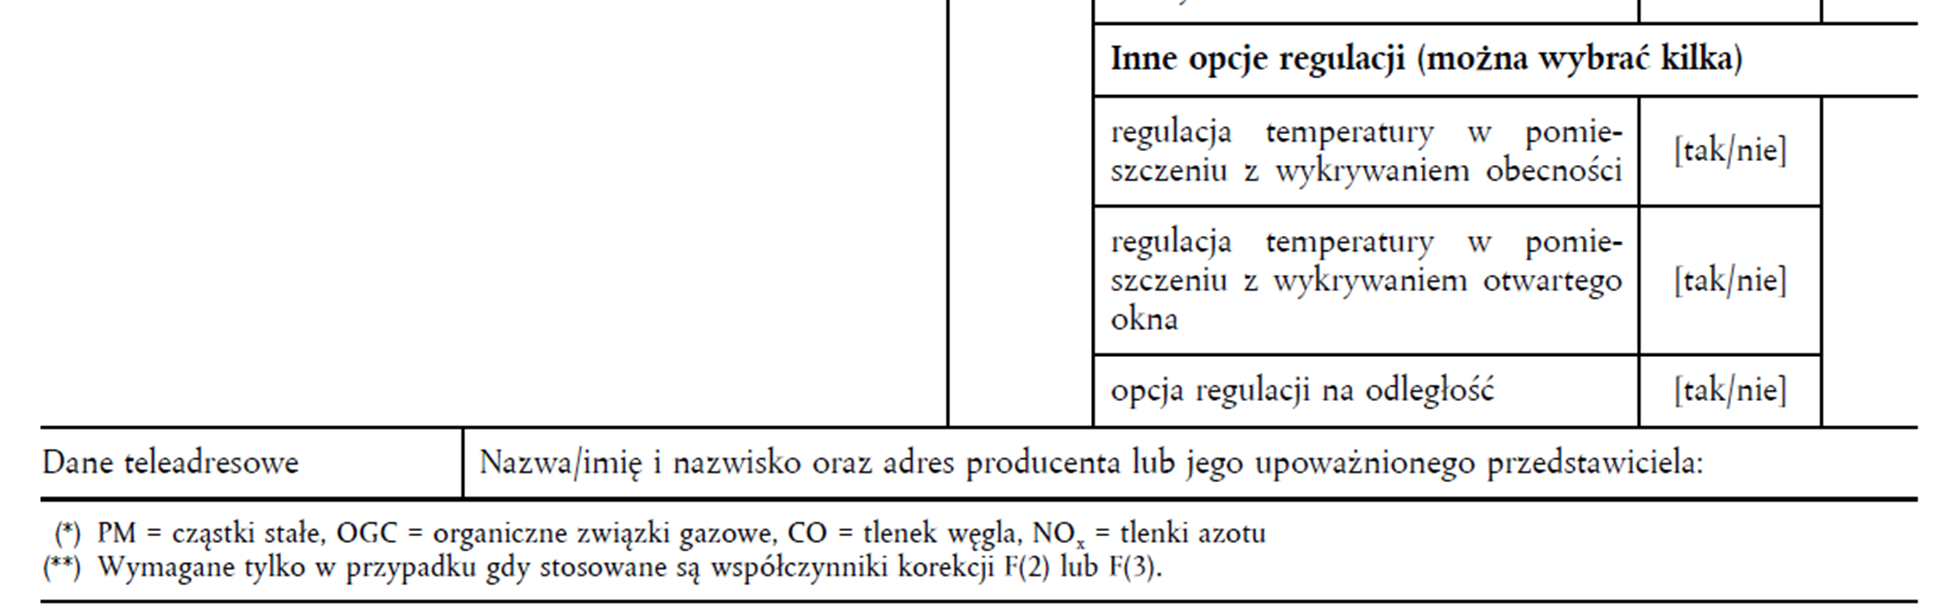 Inne opcje regulacji (można wybrać kilka)
regulacja temperatury w pomie-
szczeniu z wykrywaniem obecności
[tak/nie]
regulacja temperatury w pomie-
szczeniu z wykrywaniem otwartego
okna
[tak/nie]
opcja regulacji na odległość
[tak/nie]
Dane teleadresowe
Nazwa/imię i nazwisko oraz adres producenta lub jego upoważnionego przedstawiciela:
(*) PM = cząstki stałe, OGC = organiczne związki gazowe, CO = tlenek węgla, NOx = tlenki azotu
(**) Wymagane tylko w przypadku gdy stosowane są współczynniki korekcji F(2) lub F(3).